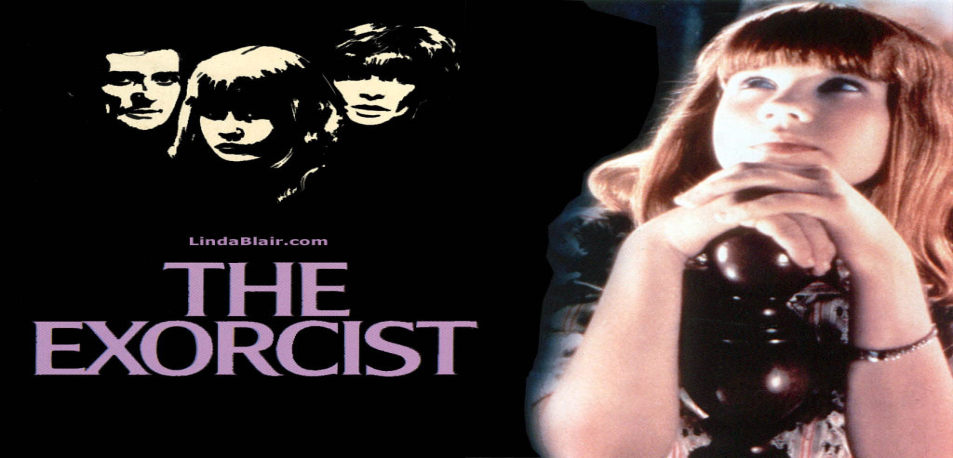 LindaBlair.com
THE
EXORCIST